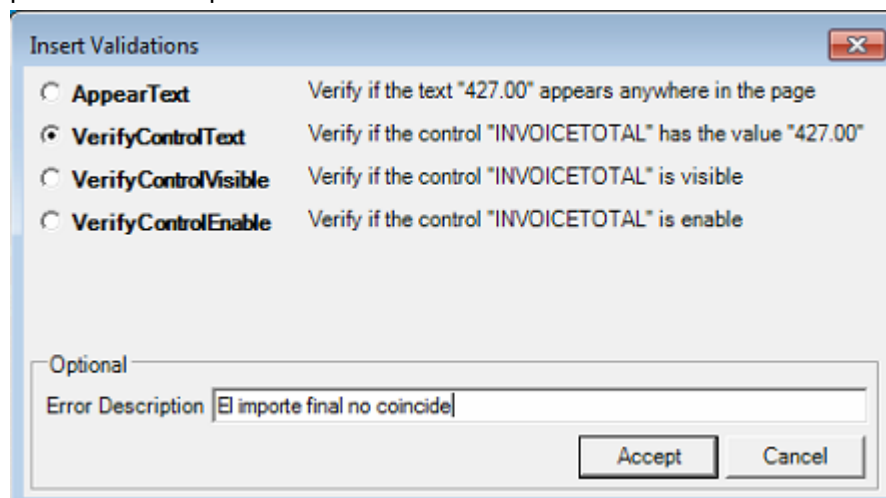 Insert Validations
AppearText Verify if the text "427.00" appears anywhere in the page
VerifyControlText Verify if the control "INVOICETOTAL" has the value "427.00"
VerifyControlVisible Verify if the control "INVOICETOTAL" is visible
VerifyControlEnable Verify if the control "INVOICETOTAL" is enable
Optional
Error Description El importe final no coincide
Accept Cancel